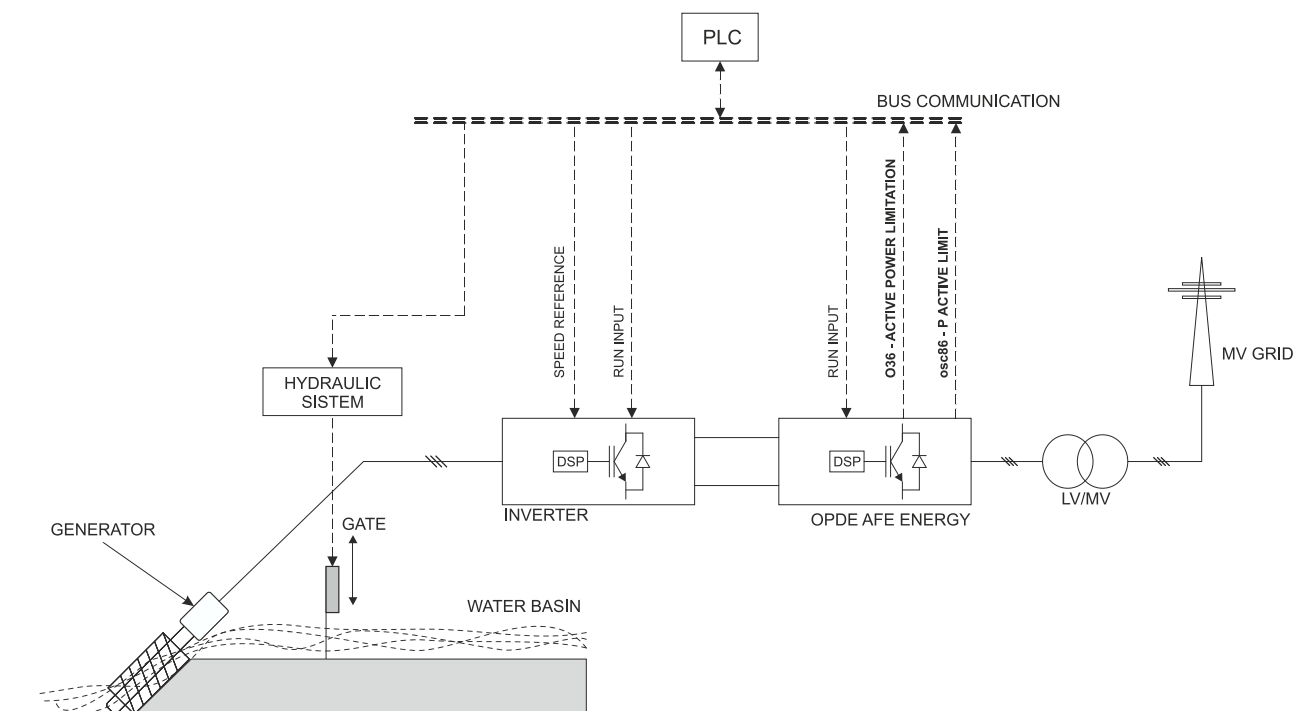 PLC
BUS COMMUNICATION
SPEED REFERENCE
RUN INPUT
RUN INPUT
O36 - ACTIVE POWER LIMITATION
osc86 - P ACTIVE LIMIT
MV GRID
HYDRAULIC
SISTEM
DSP
DSP
LV/MV
INVERTER
OPDE AFE ENERGY
GENERATOR
GATE
WATER BASIN